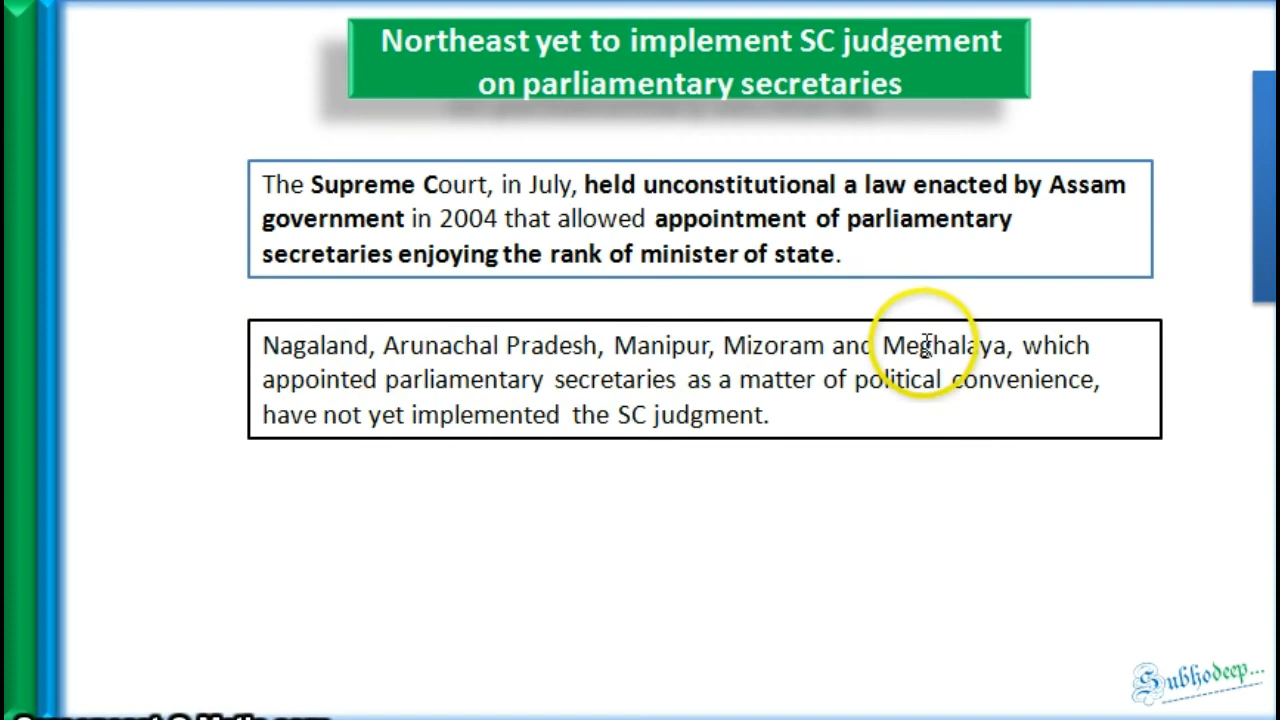 Northeast yet to implement SC judgement
on parliamentary secretaries
The Supreme Court, in July, held unconstitutional a law enacted by Assam
government in 2004 that allowed appointment of parliamentary
secretaries enjoying the rank of minister of state.
Nagaland, Arunachal Pradesh, Manipur, Mizoram and Meghalaya, which
appointed parliamentary secretaries as a matter of political convenience,
have not yet implemented the SC judgment.
Subhodeep...